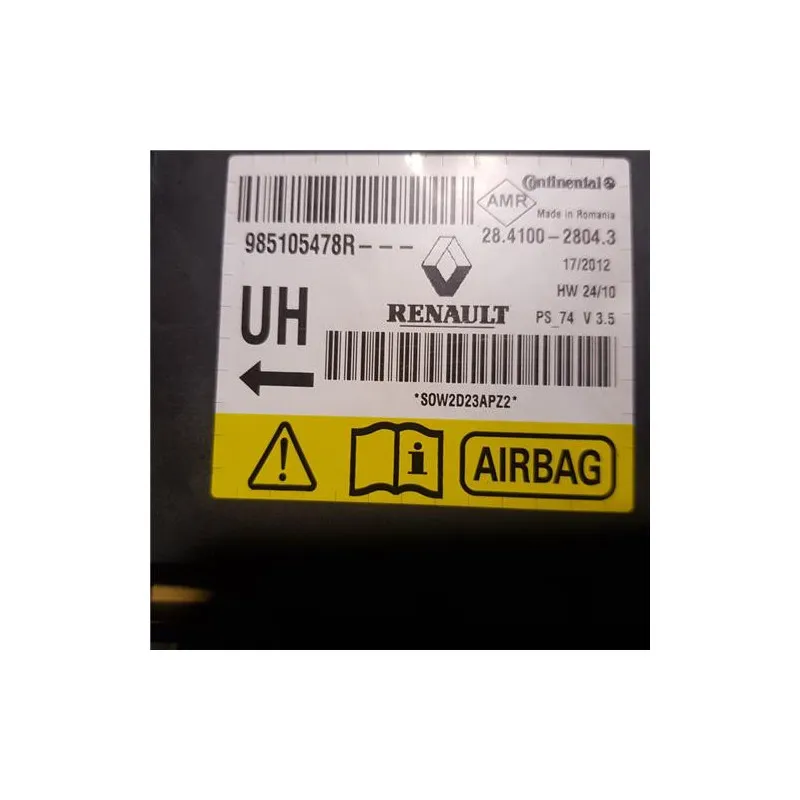 Continental
AMR
Made in Romania
985105478R---
28.4100-2804.3
17/2012
HW 24/10
UH
RENAULT
PS_74 V 3.5
*SOW2D23APZ2*
i
AIRBAG